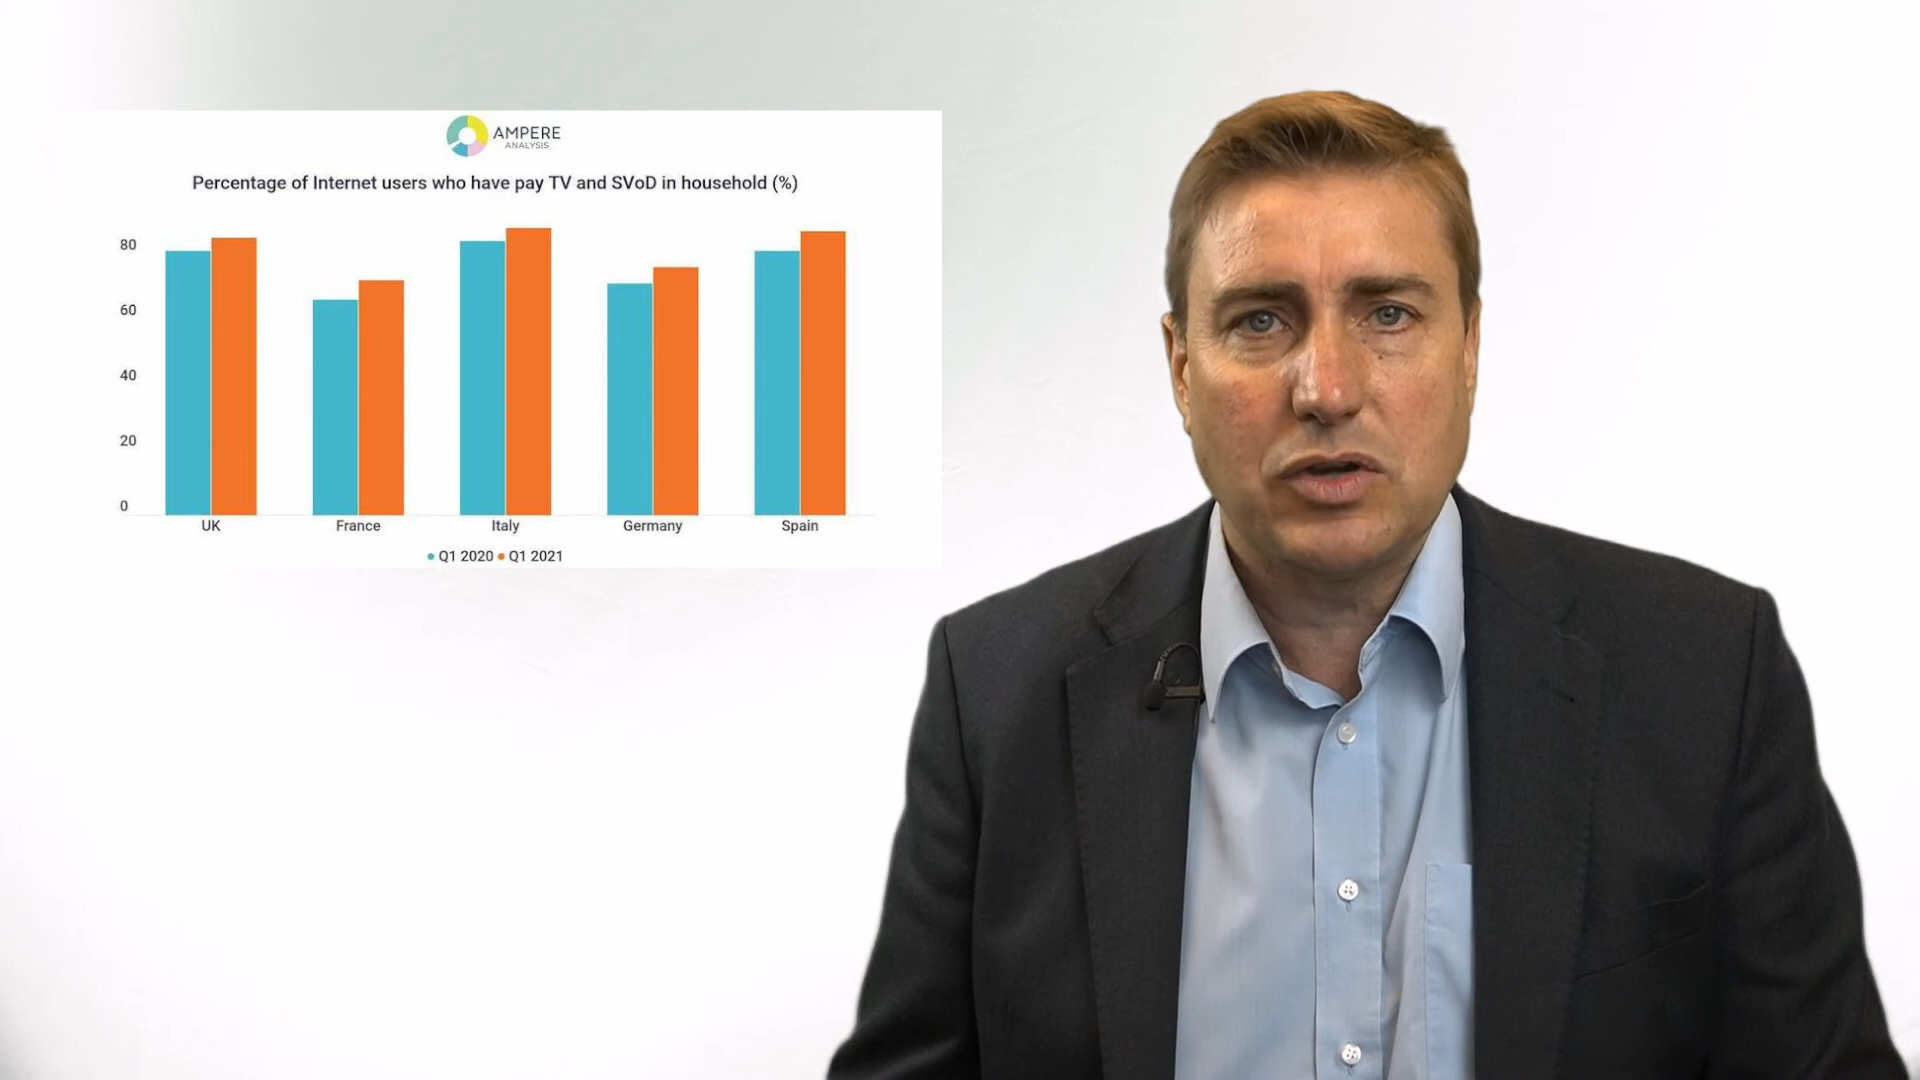 AMPERE
ANALYSIS
Percentage of Internet users who have pay TV and SVoD in household (%)
80
60
40
20
0
UK France Italy Germany Spain
Q1 2020 Q1 2021